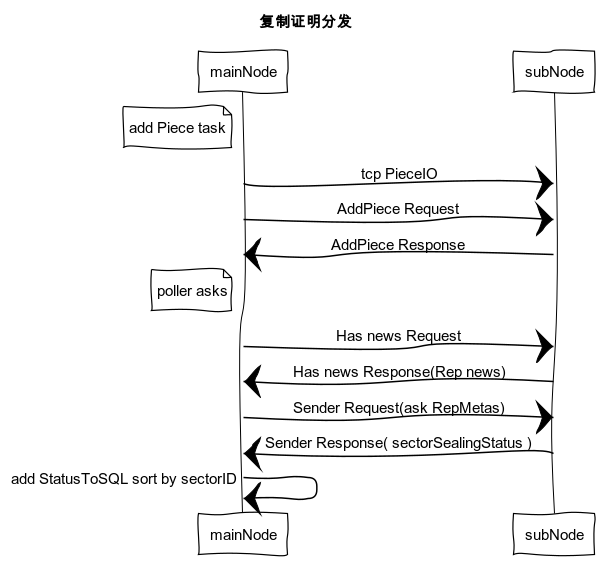 复制证明分发
mainNode subNode
add Piece task
tcp PieceIO
AddPiece Request
AddPiece Response
poller asks
Has news Request
Has news Response(Rep news)
Sender Request(ask RepMetas)
Sender Response( sectorSealingStatus )
add StatusToSQL sort by sectorID
mainNode subNode